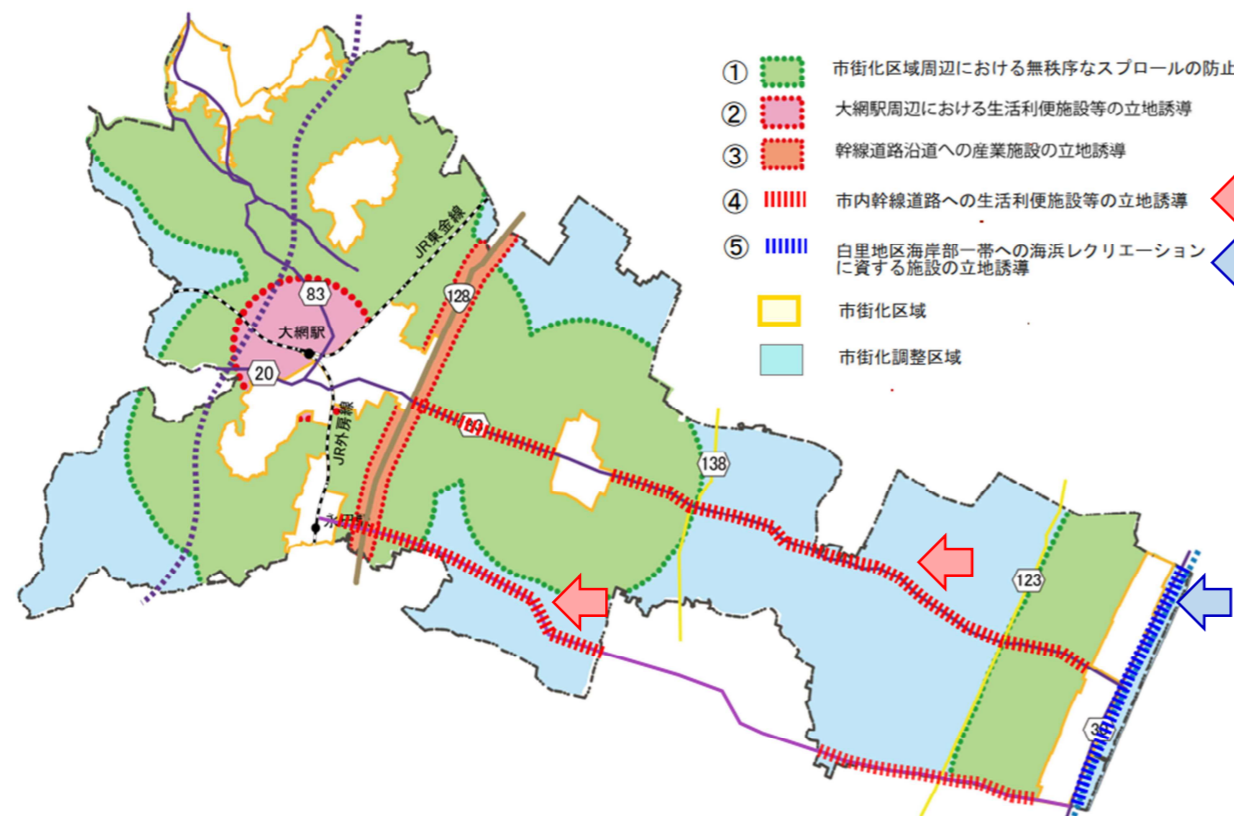 ① 市街化区域周辺における無秩序なスプロールの防止
② 大網駅周辺における生活利便施設等の立地誘導
③ 幹線道路沿道への産業施設の立地誘導
④ 市内幹線道路への生活利便施設等の立地誘導
⑤ 白里地区海岸部一帯への海浜レクリエーション
に資する施設の立地誘導
市街化区域
市街化調整区域
JR東金線
128
83
大網駅
20
JR外房線
138
123